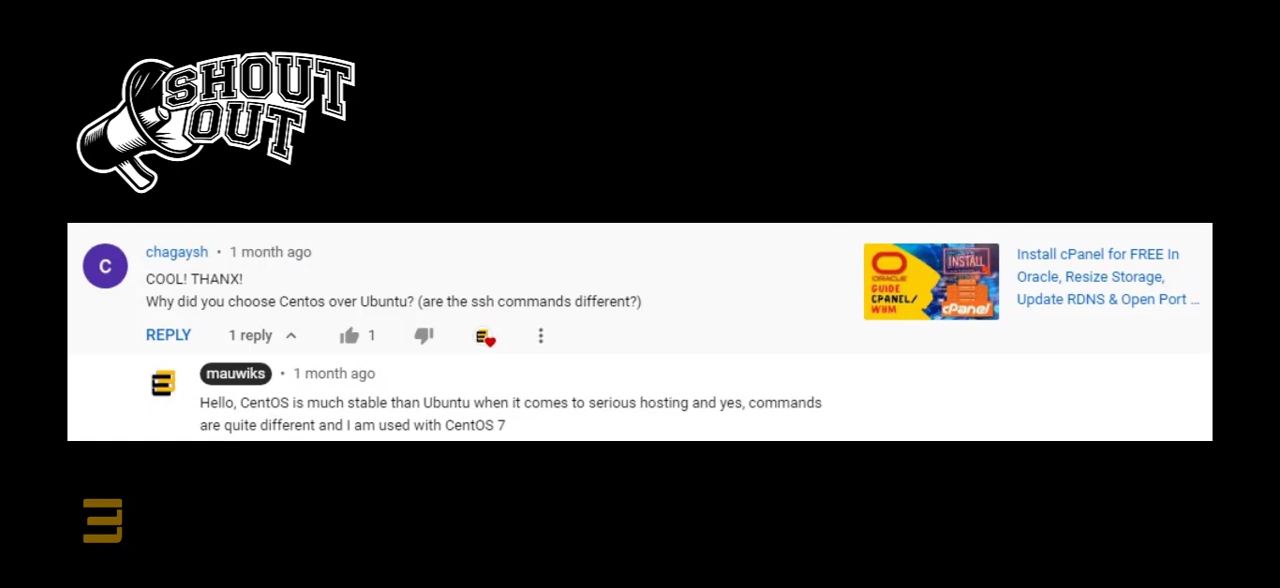 SHOUT
OUT
C
chagaysh • 1 month ago
COOL! THANX!
Why did you choose Centos over Ubuntu? (are the ssh commands different?)
REPLY 1 reply 1
ORACLE
GUIDE
CPANEL/
WHM
INSTALL
cPanel
Install cPanel for FREE In
Oracle, Resize Storage,
Update RDNS & Open Port ...
mauwiks • 1 month ago
Hello, CentOS is much stable than Ubuntu when it comes to serious hosting and yes, commands
are quite different and I am used with CentOS 7